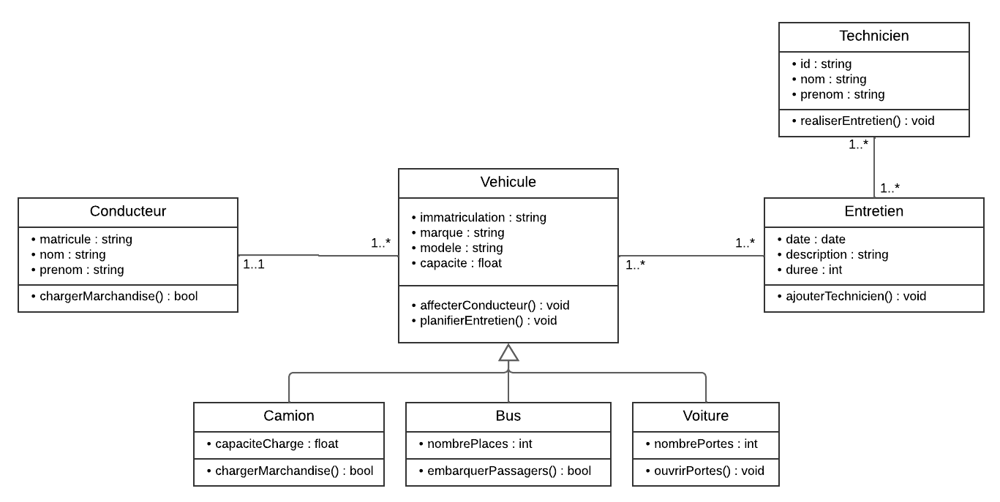 Technicien
• id : string
• nom : string
• prenom : string
• realiserEntretien() : void
1..*
1..*
Conducteur
• matricule : string
• nom : string
• prenom : string
• chargerMarchandise() : bool
1..1
1..*
Vehicule
• immatriculation : string
• marque : string
• modele : string
• capacite : float
• affecterConducteur() : void
• planifierEntretien() : void
1..*
1..*
Entretien
• date : date
• description : string
• duree : int
• ajouterTechnicien() : void
Camion
• capaciteCharge : float
• chargerMarchandise() : bool
Bus
• nombrePlaces : int
• embarquerPassagers() : bool
Voiture
• nombrePortes : int
• ouvrirPortes() : void